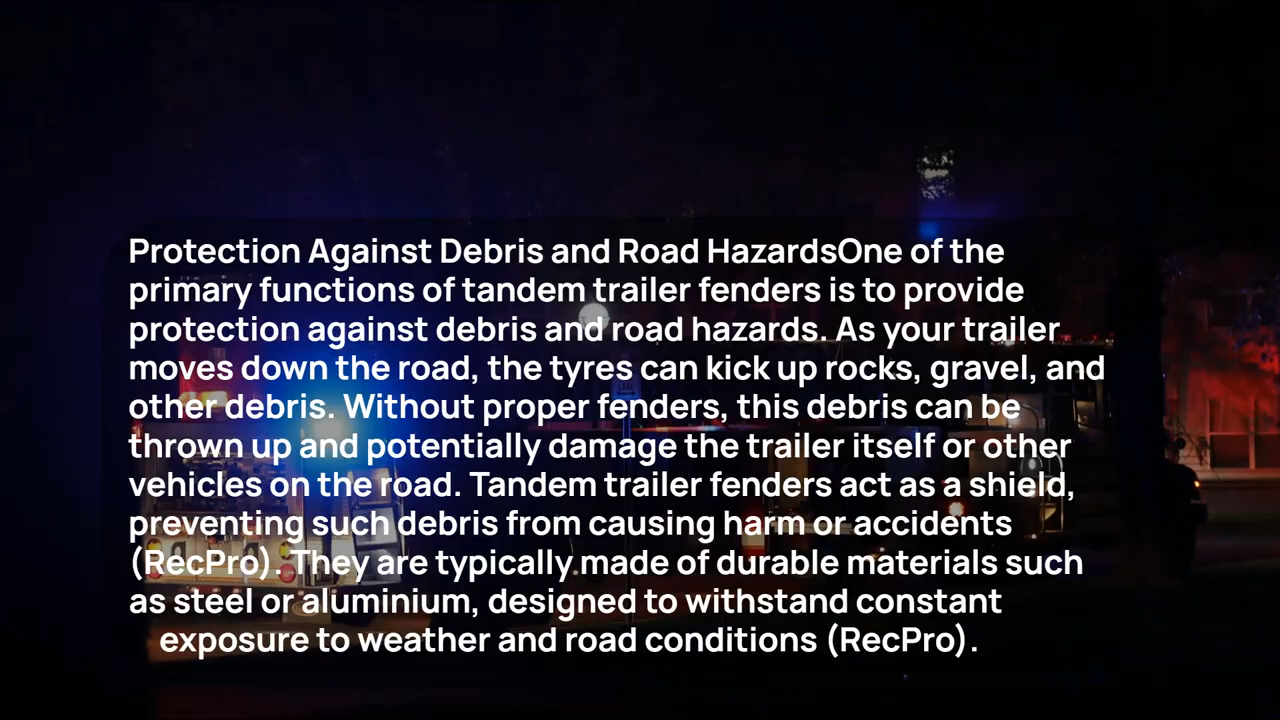 Protection Against Debris and Road HazardsOne of the
primary functions of tandem trailer fenders is to provide
protection against debris and road hazards. As your trailer
moves down the road, the tyres can kick up rocks, gravel, and
other debris. Without proper fenders, this debris can be
thrown up and potentially damage the trailer itself or other
vehicles on the road. Tandem trailer fenders act as a shield,
preventing such debris from causing harm or accidents
(RecPro). They are typically made of durable materials such
as steel or aluminium, designed to withstand constant
exposure to weather and road conditions (RecPro).